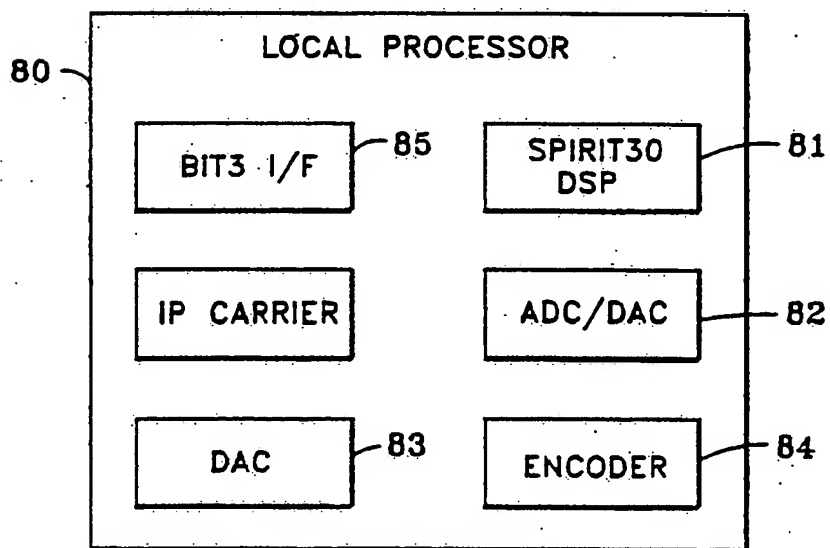 LOCAL PROCESSOR
80
BIT3 I/F
85
SPIRIT30
DSP
81
IP CARRIER
ADC/DAC
82
DAC
83
ENCODER
84